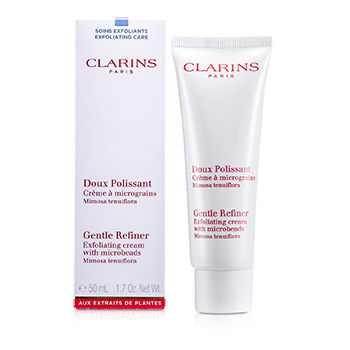 SOINS EXFOLIANTS
EXFOLIATING CARE
CLARINS
PARIS
Doux Polissant
Crème à micrograins
Mimosa tenuiflora
Gentle Refiner
Exfoliating cream
with microbeads
Mimosa tenuiflora
e 50 mL 1.7 Oz. Net Wt.
AUX EXTRAITS DE PLANTES
CLARINS
PARIS
Doux Polissant
Crème à micrograins
Mimosa tenuiflora
Gentle Refiner
Exfoliating cream
with microbeads
Mimosa tenuiflora